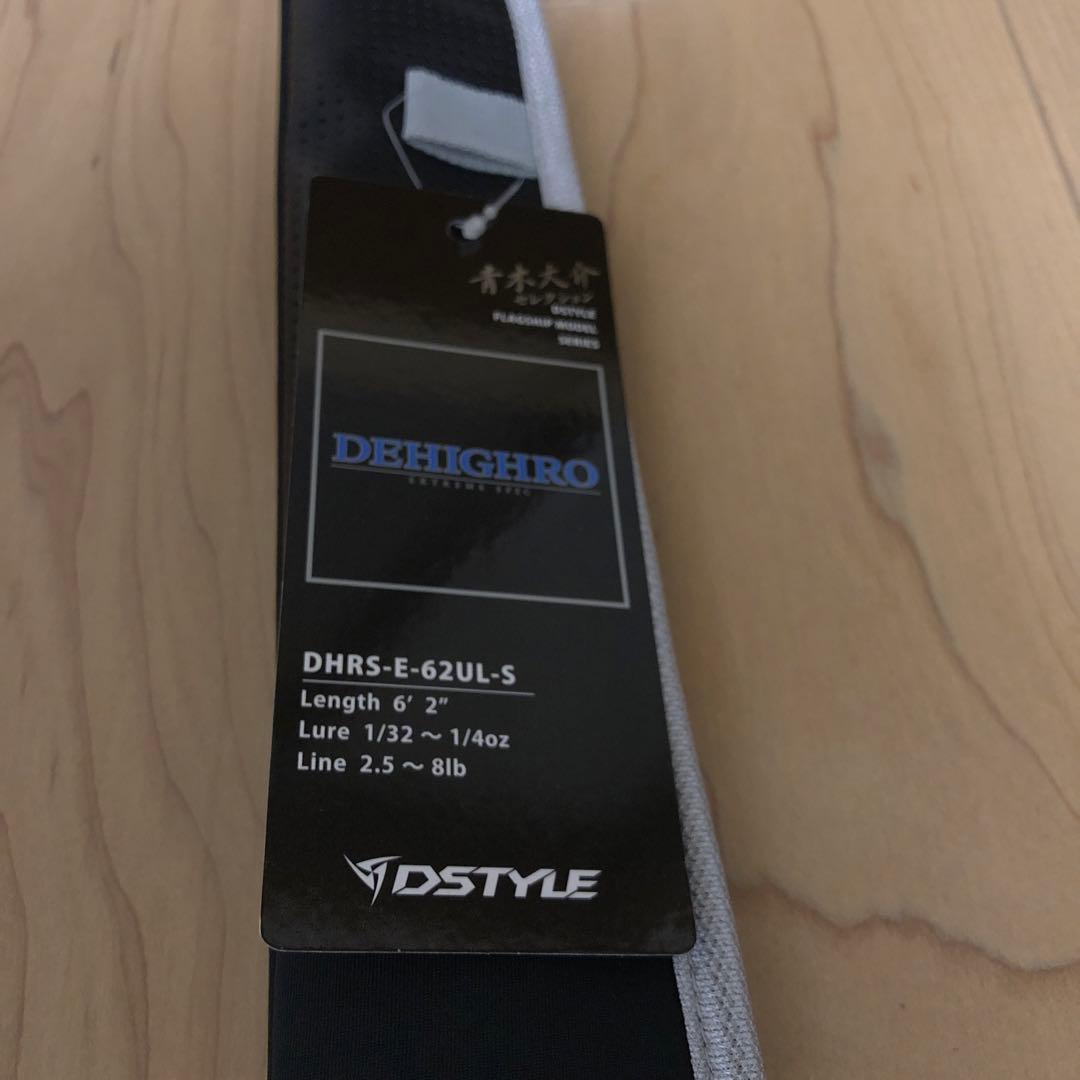 青木大介
セレクション
DSTYLE
FLAGSHIP MODEL
SERIES
DEHIGHRO
EXTREME SPEC
DHRS-E-62UL-S
Length 6’ 2”
Lure 1/32 ～ 1/4oz
Line 2.5 ～ 8lb
DSTYLE